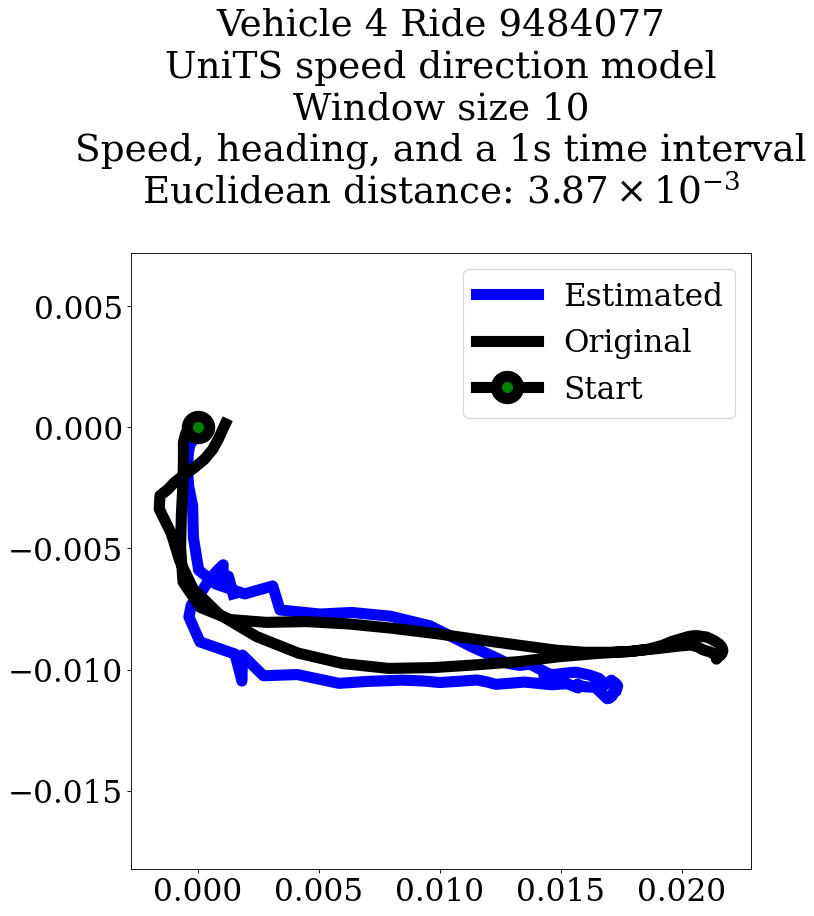 Vehicle 4 Ride 9484077
UniTS speed direction model
Window size 10
Speed, heading, and a 1s time interval
Euclidean distance: 3.87 × 10⁻³
Estimated
Original
Start
0.005
0.000
−0.005
−0.010
−0.015
0.000 0.005 0.010 0.015 0.020